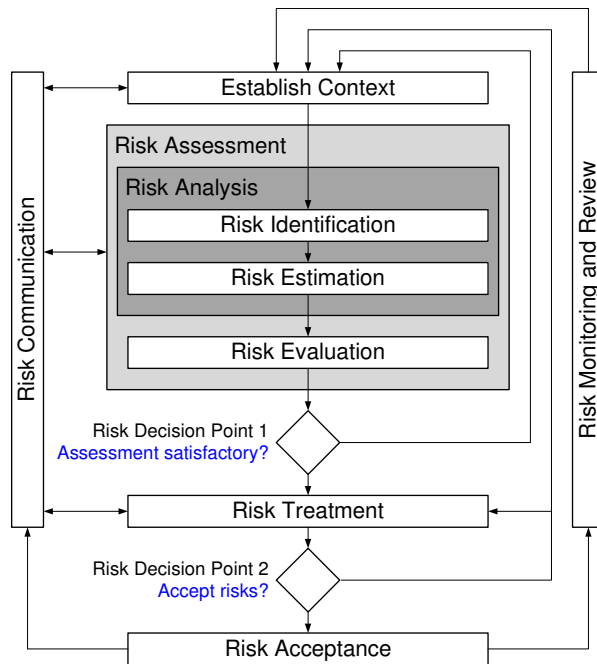 Establish Context
Risk Assessment
Risk Analysis
Risk Identification
Risk Estimation
Risk Evaluation
Risk Communication
Risk Monitoring and Review
Risk Decision Point 1
Assessment satisfactory?
Risk Treatment
Risk Decision Point 2
Accept risks?
Risk Acceptance